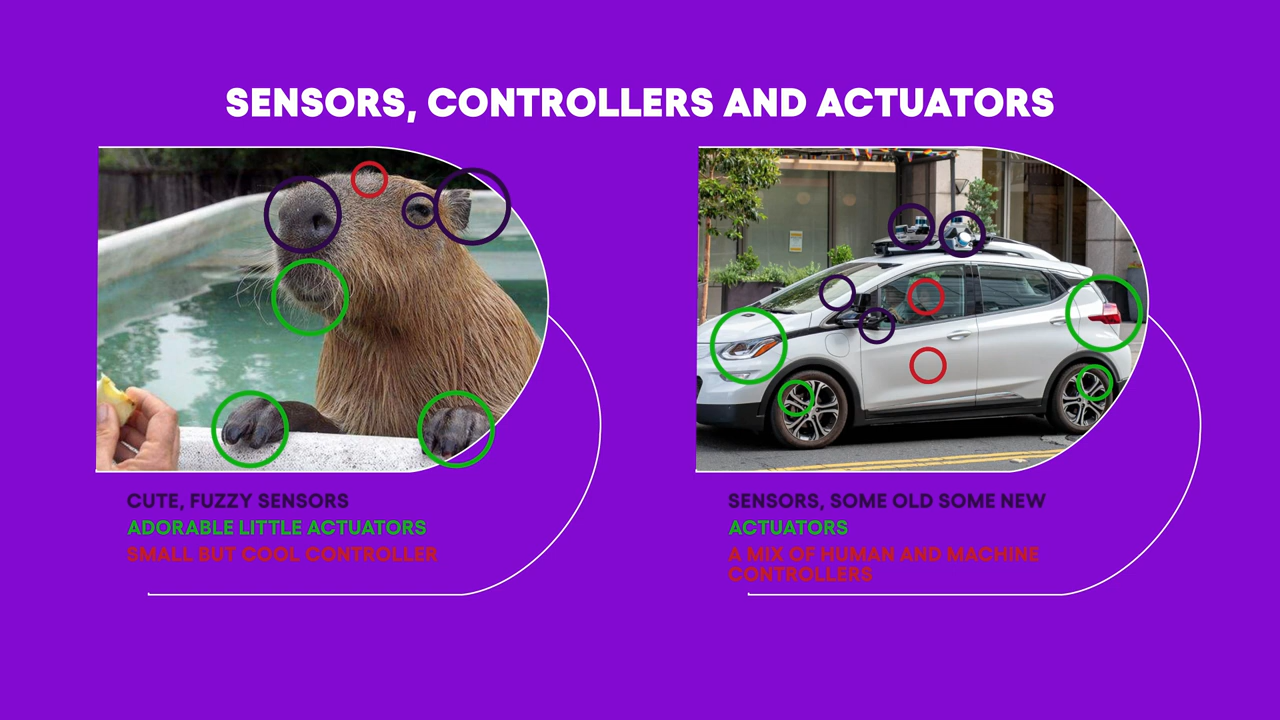 SENSORS, CONTROLLERS AND ACTUATORS
CUTE, FUZZY SENSORS
ADORABLE LITTLE ACTUATORS
SMALL BUT COOL CONTROLLER
SENSORS, SOME OLD SOME NEW
ACTUATORS
A MIX OF HUMAN AND MACHINE
CONTROLLERS